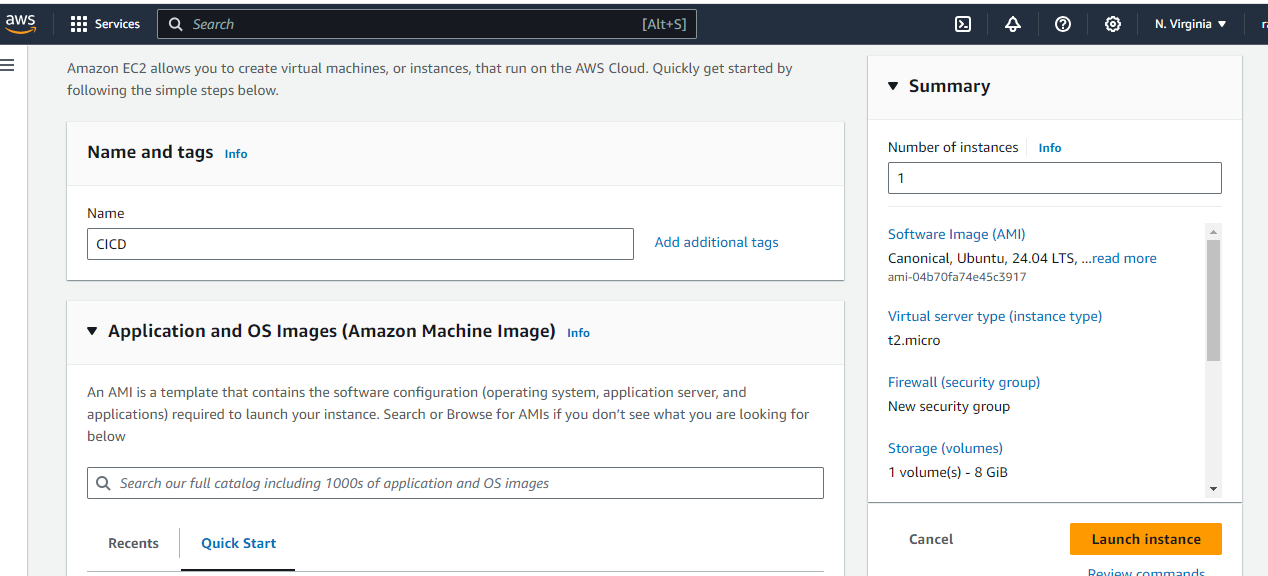 aws
Services
Search
[Alt+S]
N. Virginia
Amazon EC2 allows you to create virtual machines, or instances, that run on the AWS Cloud. Quickly get started by
following the simple steps below.
Name and tags Info
Name
CICD
Add additional tags
Application and OS Images (Amazon Machine Image) Info
An AMI is a template that contains the software configuration (operating system, application server, and
applications) required to launch your instance. Search or Browse for AMIs if you don’t see what you are looking for
below
Search our full catalog including 1000s of application and OS images
Recents
Quick Start
Summary
Number of instances Info
1
Software Image (AMI)
Canonical, Ubuntu, 24.04 LTS, ...read more
ami-04b70fa74e45c3917
Virtual server type (instance type)
t2.micro
Firewall (security group)
New security group
Storage (volumes)
1 volume(s) - 8 GiB
Cancel
Launch instance
Review commands